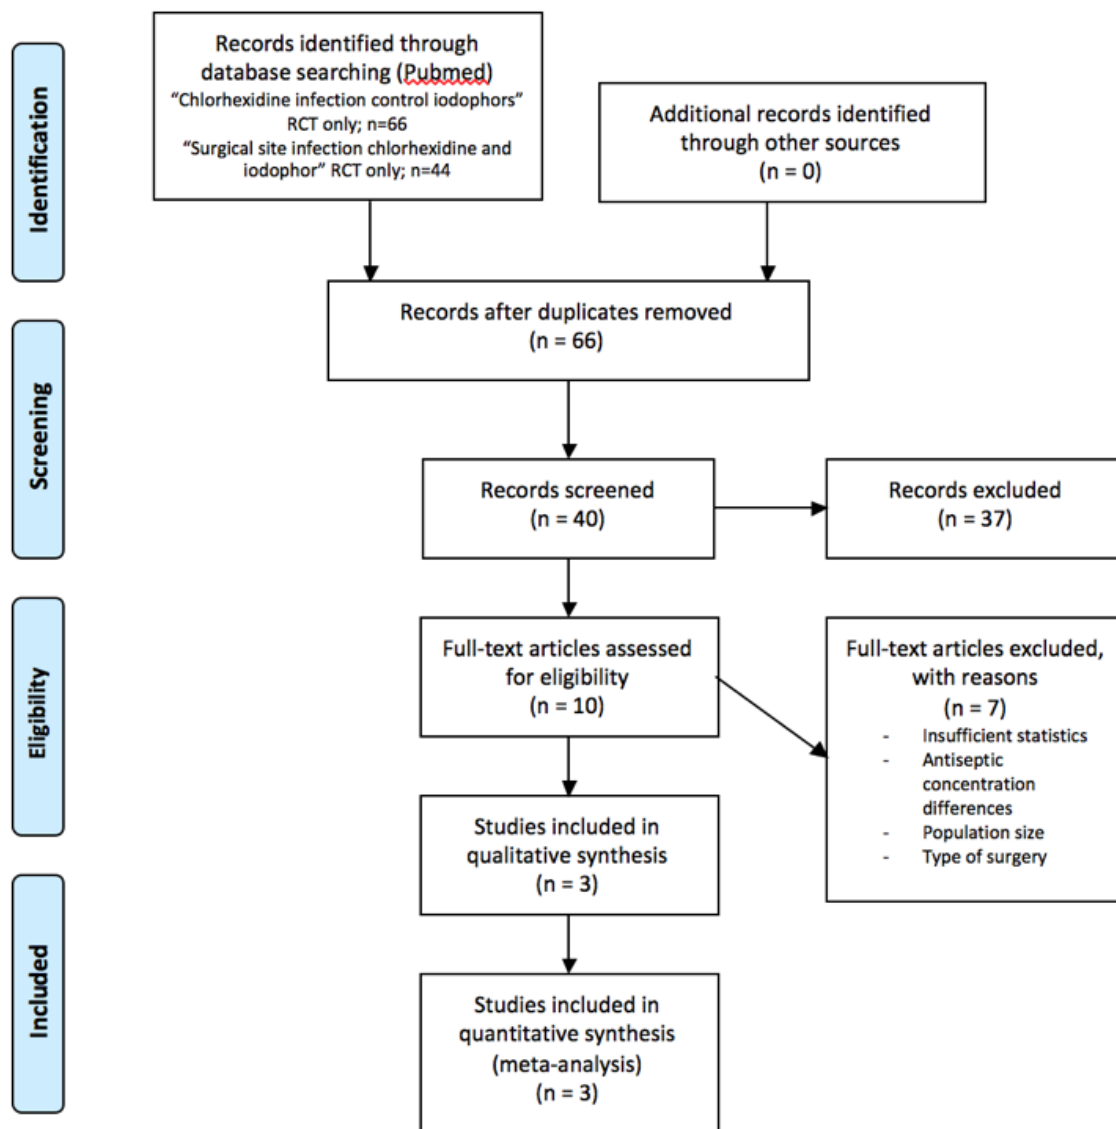 Identification
Records identified through
database searching (Pubmed)
“Chlorhexidine infection control iodophors”
RCT only; n=66
“Surgical site infection chlorhexidine and
iodophor” RCT only; n=44
Additional records identified
through other sources
(n = 0)
Records after duplicates removed
(n = 66)
Screening
Records screened
(n = 40)
Records excluded
(n = 37)
Eligibility
Full-text articles assessed
for eligibility
(n = 10)
Full-text articles excluded,
with reasons
(n = 7)
- Insufficient statistics
- Antiseptic
concentration
differences
- Population size
- Type of surgery
Studies included in
qualitative synthesis
(n = 3)
Included
Studies included in
quantitative synthesis
(meta-analysis)
(n = 3)